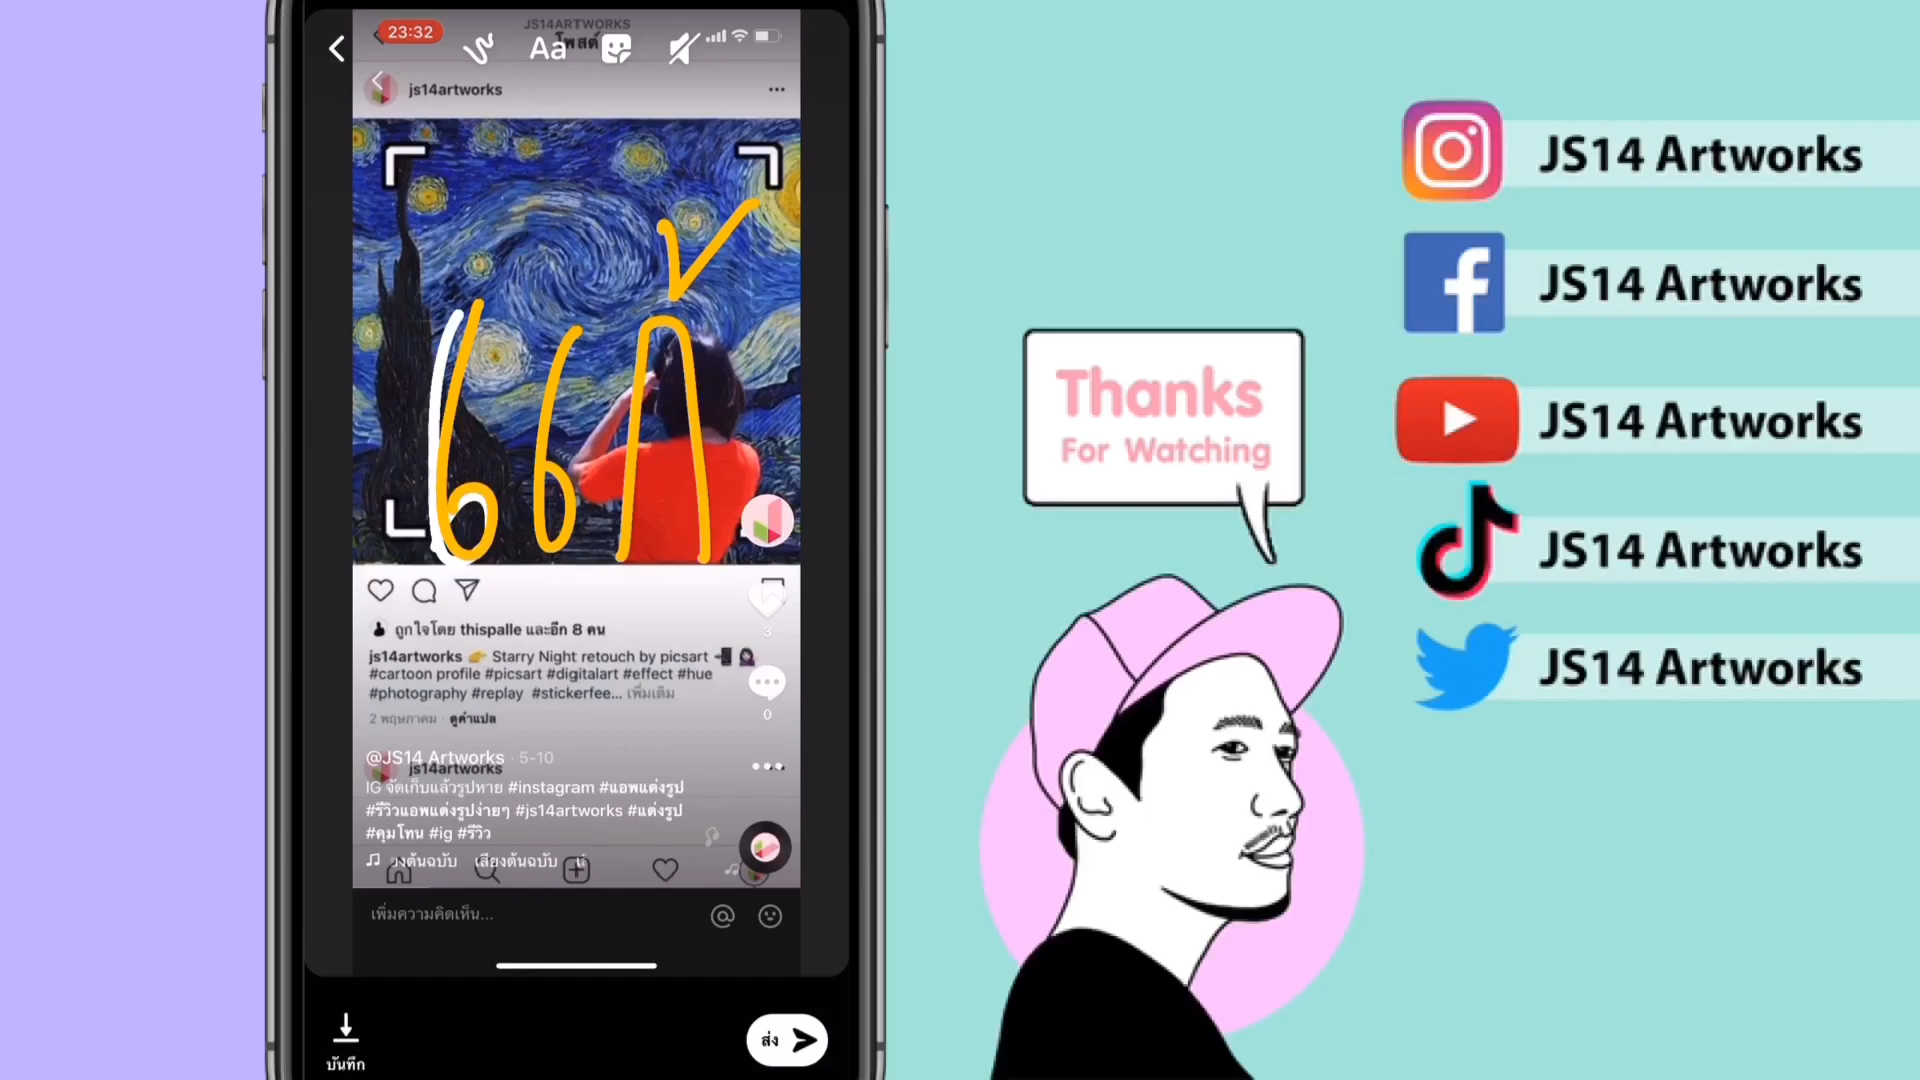 JS14ARTWORKS
23:32
Aa
โพสต์
js14artworks
แก้
3
ถูกใจโดย thispalle และอีก 8 คน
js14artworks 👉 Starry Night retouch by picsart
#cartoon profile #picsart #digitalart #effect #hue
#photography #replay #stickerfee... เพิ่มเติม
0
2 พฤษภาคม · ดูคำแปล
@JS14 Artworks · 5-10
js14artworks
IG จัดเก็บแล้วรูปหาย #instagram #แอพแต่งรูป
#รีวิวแอพแต่งรูปง่ายๆ #js14artworks #แต่งรูป
#คุมโทน #ig #รีวิว
เสียงต้นฉบับ
เพิ่มความคิดเห็น...
บันทึก
ส่ง
Thanks
For Watching
JS14 Artworks
JS14 Artworks
JS14 Artworks
JS14 Artworks
JS14 Artworks